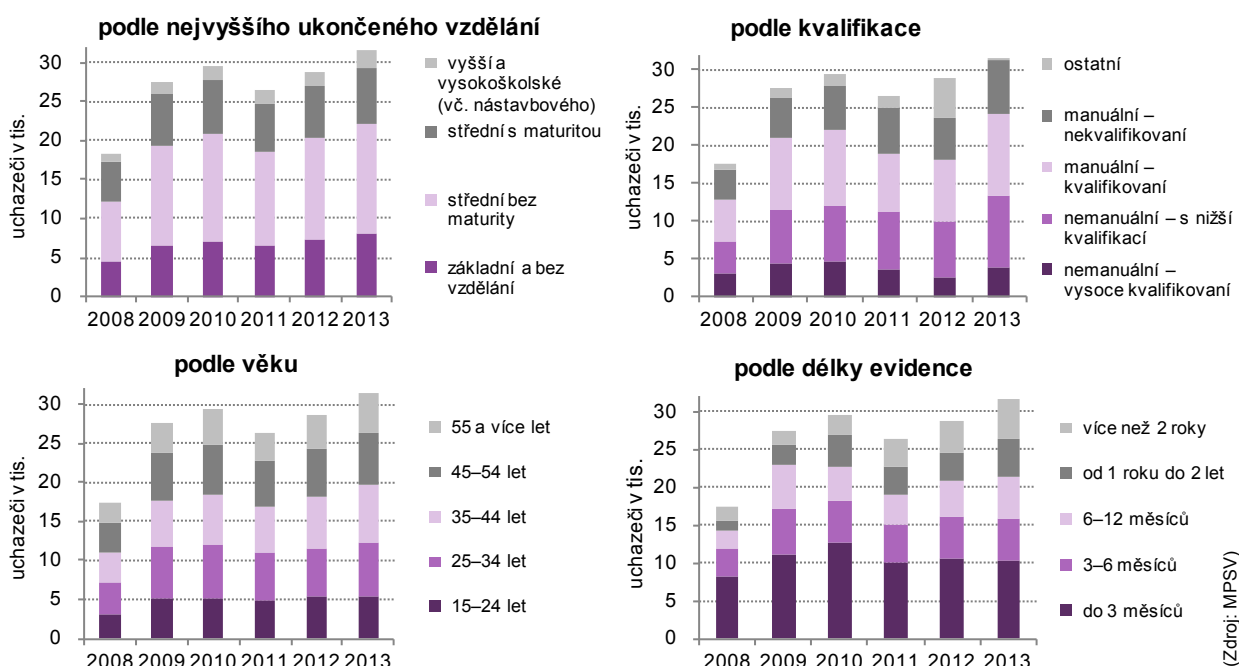 podle nejvyššího ukončeného vzdělání
uchazeči v tis.
30
25
20
15
10
5
0
2008 2009 2010 2011 2012 2013
vyšší a
vysokoškolské
(vč. nástavbového)
střední s maturitou
střední bez
maturity
základní a bez
vzdělání
podle kvalifikace
uchazeči v tis.
30
25
20
15
10
5
0
2008 2009 2010 2011 2012 2013
ostatní
manuální –
nekvalifikovaní
manuální –
kvalifikovaní
nemanuální – s nižší
kvalifikací
nemanuální –
vysoce kvalifikovaní
podle věku
uchazeči v tis.
30
25
20
15
10
5
0
2008 2009 2010 2011 2012 2013
55 a více let
45–54 let
35–44 let
25–34 let
15–24 let
podle délky evidence
uchazeči v tis.
30
25
20
15
10
5
0
2008 2009 2010 2011 2012 2013
více než 2 roky
od 1 roku do 2 let
6–12 měsíců
3–6 měsíců
do 3 měsíců
(Zdroj: MPSV)